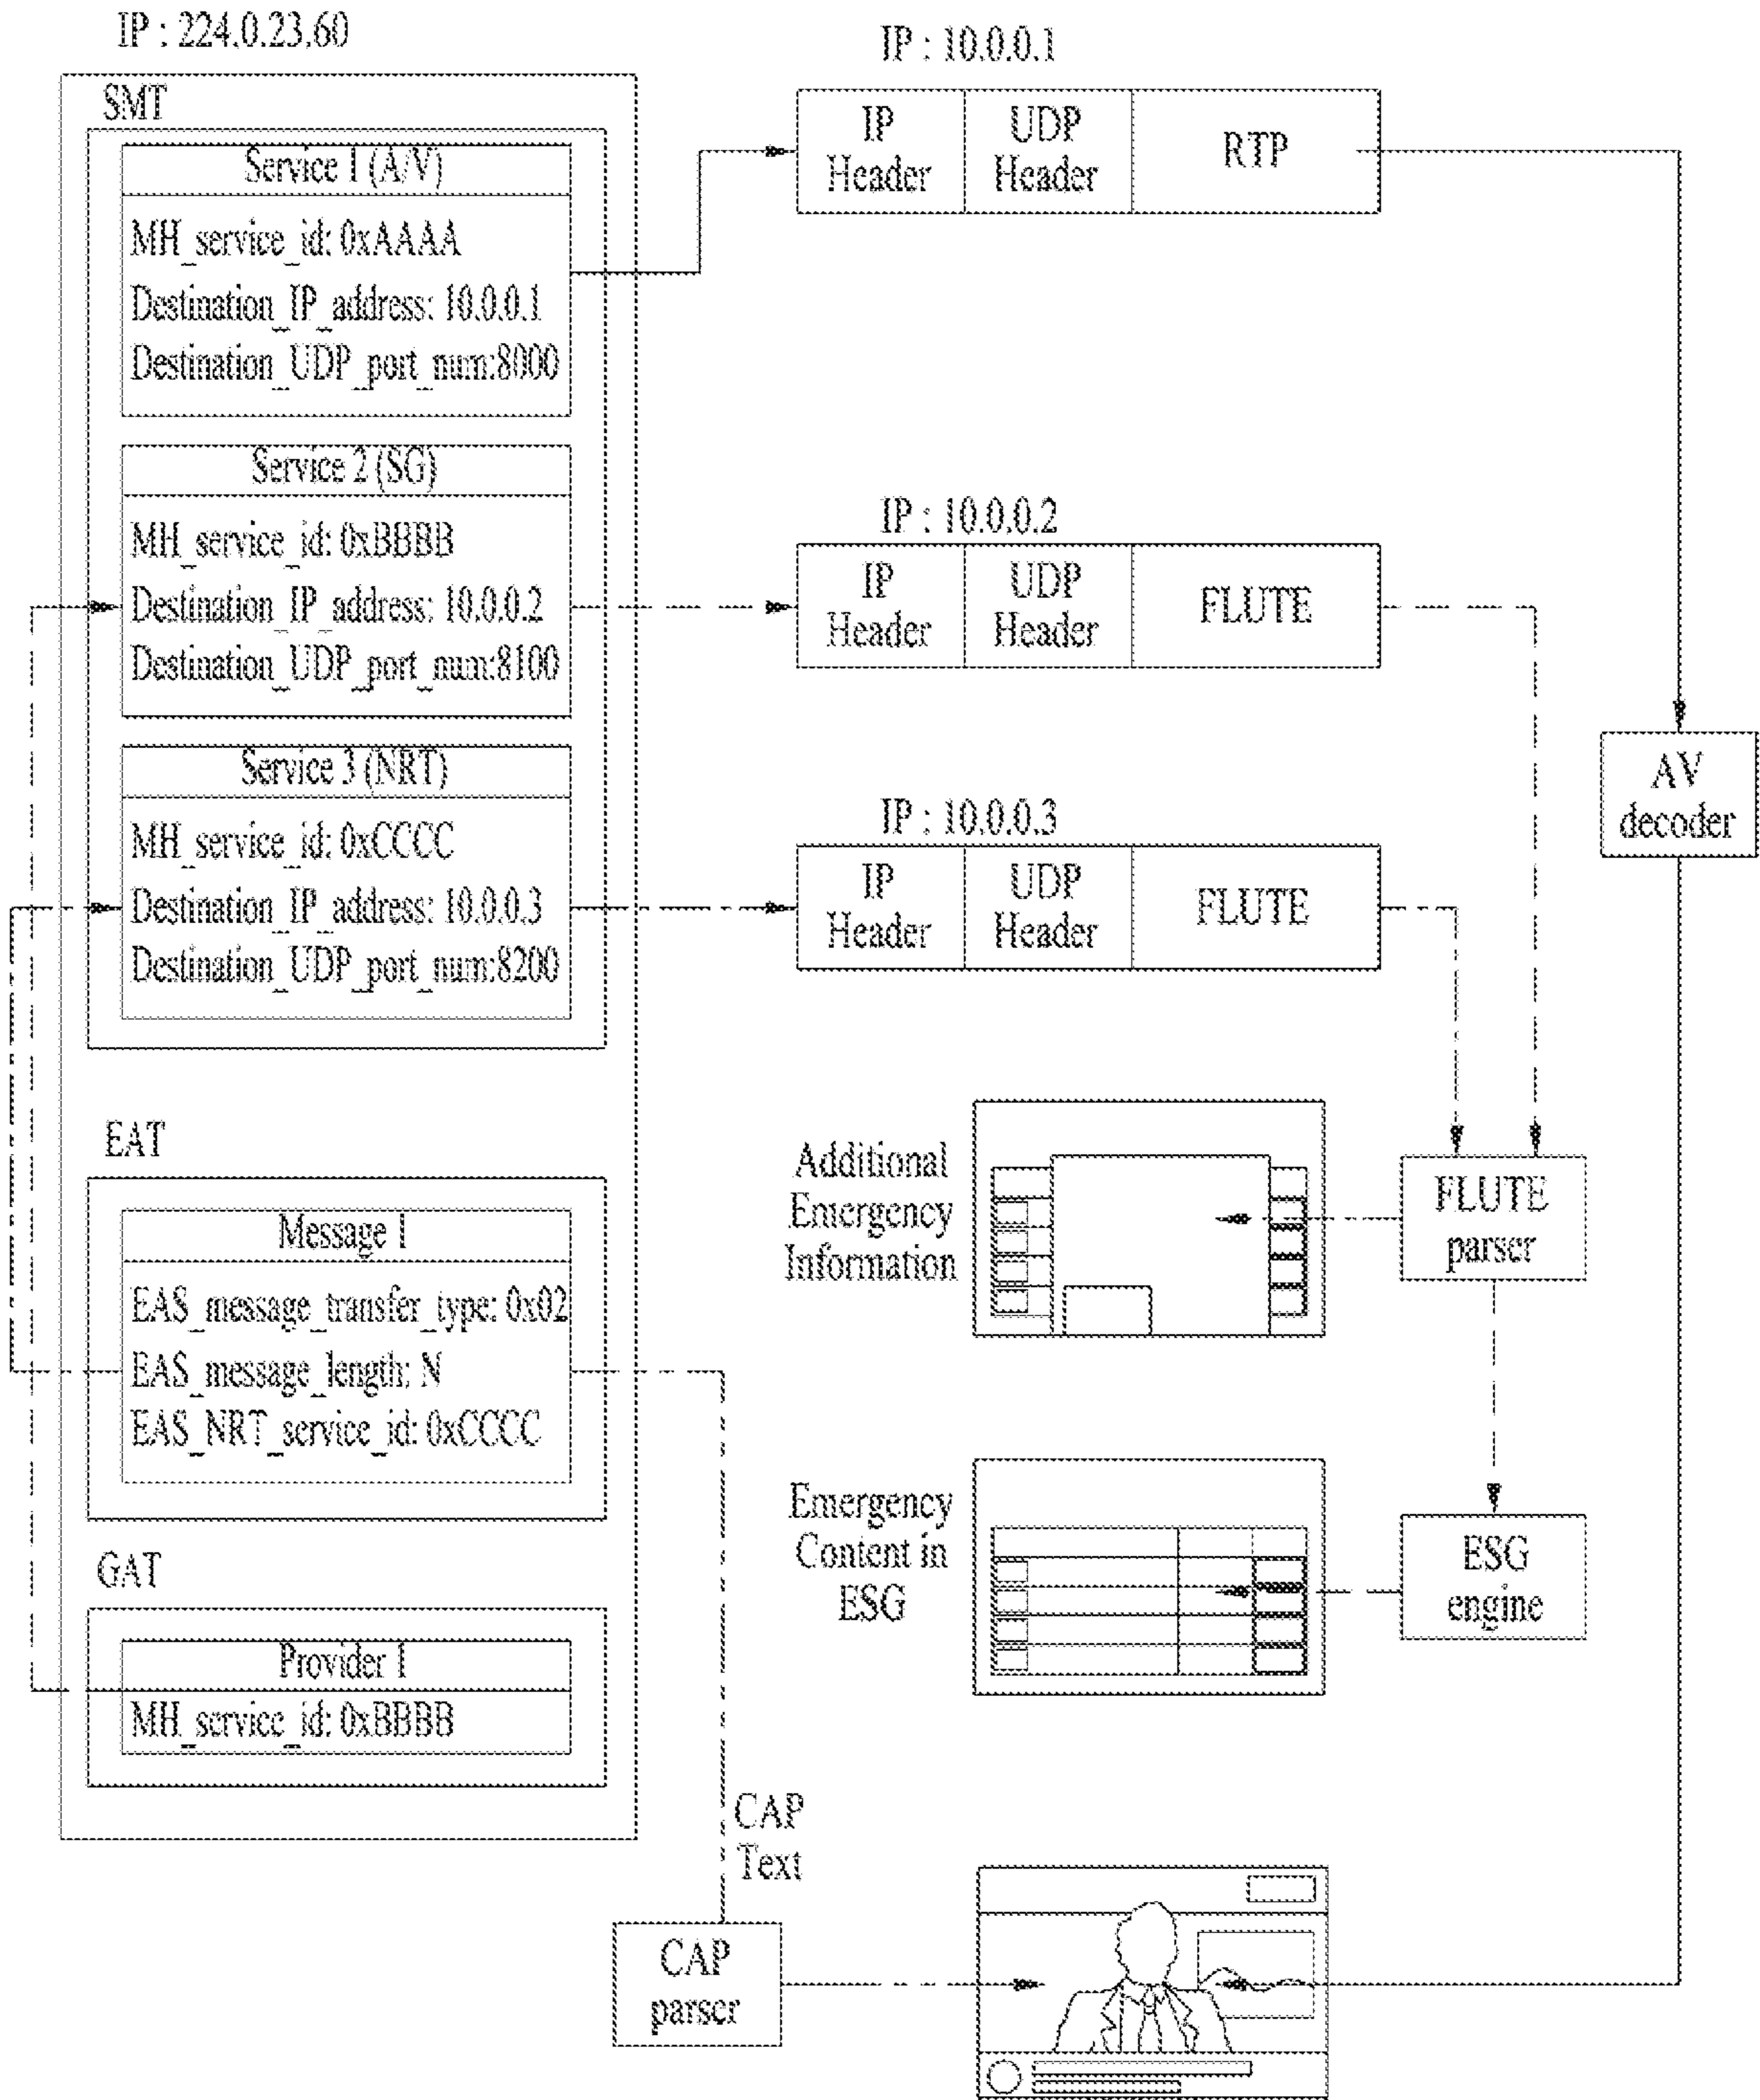 IP : 224.0.23.60
SMT
Service 1 (A/V)
MH_service_id: 0xAAAA
Destination_IP_address: 10.0.0.1
Destination_UDP_port_num:8000
Service 2 (SG)
MH_service_id: 0xBBBB
Destination_IP_address: 10.0.0.2
Destination_UDP_port_num:8100
Service 3 (NRT)
MH_service_id: 0xCCCC
Destination_IP_address: 10.0.0.3
Destination_UDP_port_num:8200
EAT
Message 1
EAS_message_transfer_type: 0x02
EAS_message_length: N
EAS_NRT_service_id: 0xCCCC
GAT
Provider 1
MH_service_id: 0xBBBB
IP : 10.0.0.1
IP
Header
UDP
Header
RTP
IP : 10.0.0.2
IP
Header
UDP
Header
FLUTE
IP : 10.0.0.3
IP
Header
UDP
Header
FLUTE
AV
decoder
Additional
Emergency
Information
FLUTE
parser
Emergency
Content in
ESG
ESG
engine
CAP
Text
CAP
parser